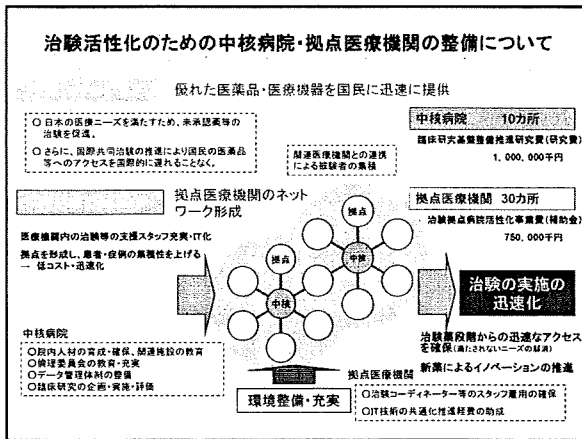 治験活性化のための中核病院・拠点医療機関の整備について
優れた医薬品・医療機器を国民に迅速に提供
○ 日本の医療ニーズを満たすため、未承認薬等の
治験を促進。
○ さらに、国際共同治験の推進により国民の医薬品
等へのアクセスを国際的に遅れることなく。
関連医療機関との連携
による被験者の集積
中核病院 10カ所
臨床研究基盤整備推進研究費(研究費)
1,000,000千円
拠点医療機関 30カ所
治験拠点病院活性化事業費(補助金)
750,000千円
拠点医療機関のネット
ワーク形成
医療機関内の治験等の支援スタッフ充実・IT化
拠点を形成し、患者・症例の集積性を上げる
→ 低コスト・迅速化
拠点
中核
拠点
中核
治験の実施の
迅速化
治験薬段階からの迅速なアクセス
を確保(満たされないニーズの解消)
新薬によるイノベーションの推進
中核病院
○院内人材の育成・確保、関連施設の教育
○倫理委員会の教育・充実
○データ管理体制の整備
○臨床研究の企画・実施・評価
環境整備・充実
拠点医療機関
○治験コーディネーター等のスタッフ雇用の確保
○IT技術の共通化推進経費の助成